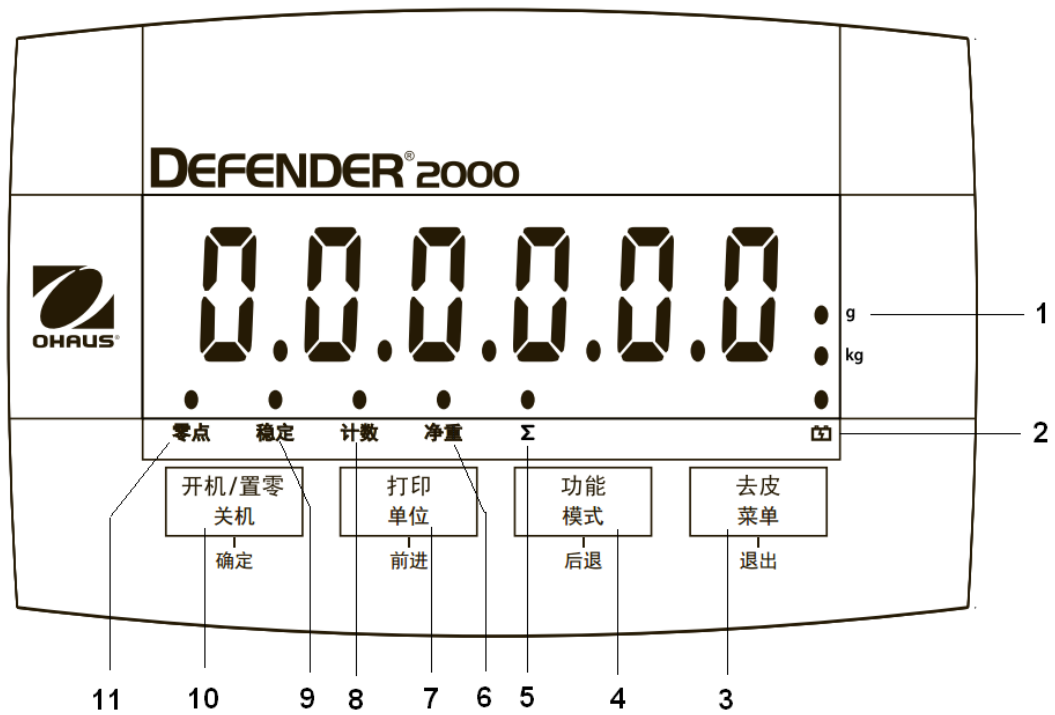 DEFENDER® 2000
0.0.0.0.0.0
g
1
OHAUS®
kg
零点 稳定 计数 净重 Σ
2
开机/置零 打印 功能 去皮
关机 单位 模式 菜单
确定 前进 后退 退出
11 10 9 8 7 6 5 4 3